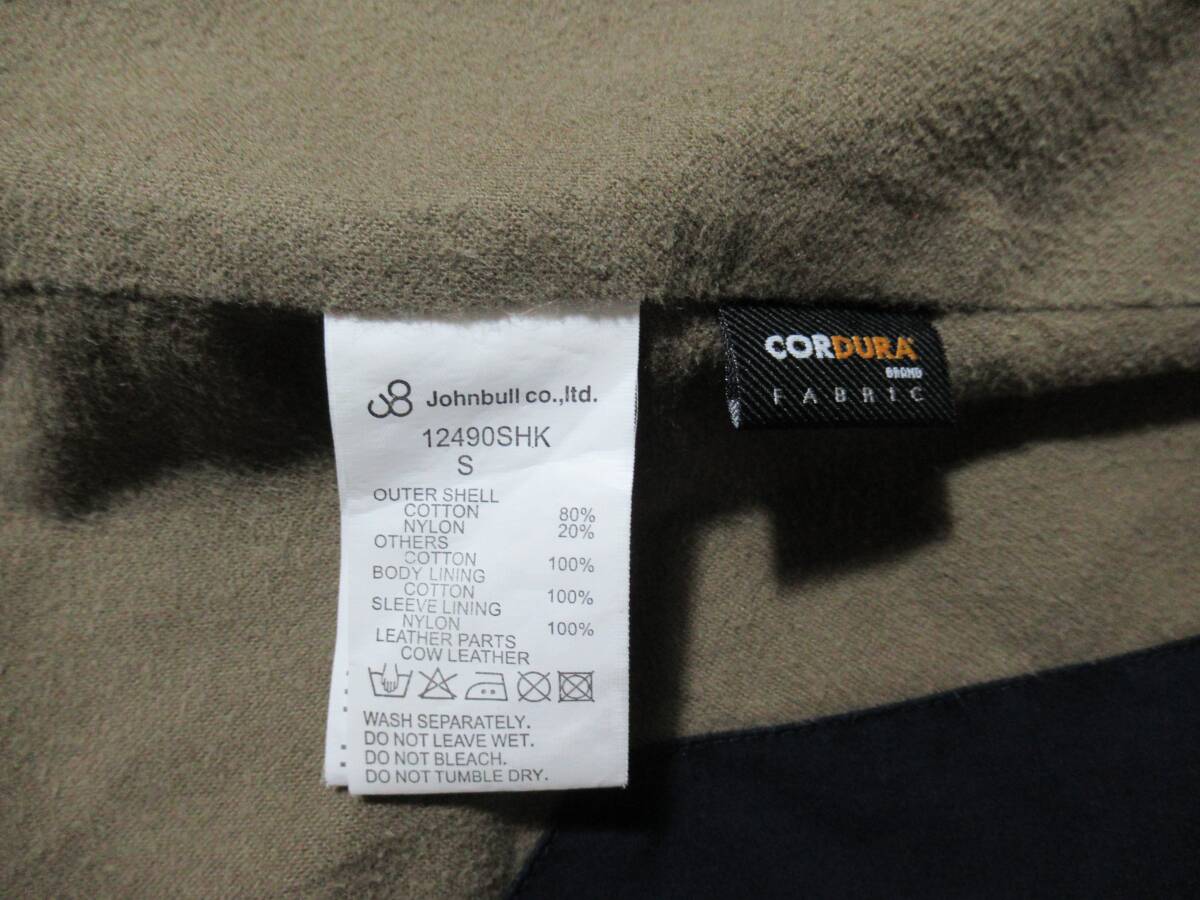 Johnbull co.,ltd.
12490SHK
S
OUTER SHELL
COTTON 80%
NYLON 20%
OTHERS
COTTON 100%
BODY LINING
COTTON 100%
SLEEVE LINING
NYLON 100%
LEATHER PARTS
COW LEATHER
WASH SEPARATELY.
DO NOT LEAVE WET.
DO NOT BLEACH.
DO NOT TUMBLE DRY.
CORDURA
BRAND
FABRIC